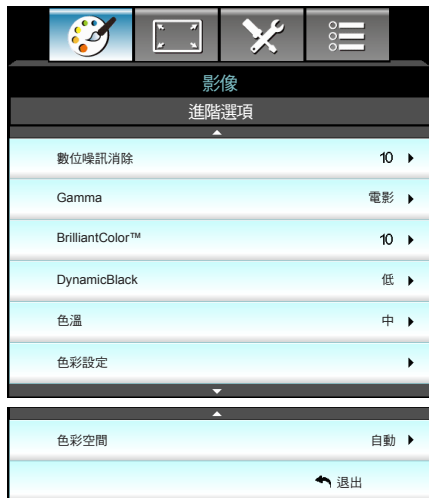 影像
進階選項
數位噪訊消除 10
Gamma 電影
BrilliantColor™ 10
DynamicBlack 低
色溫 中
色彩設定
色彩空間 自動
退出